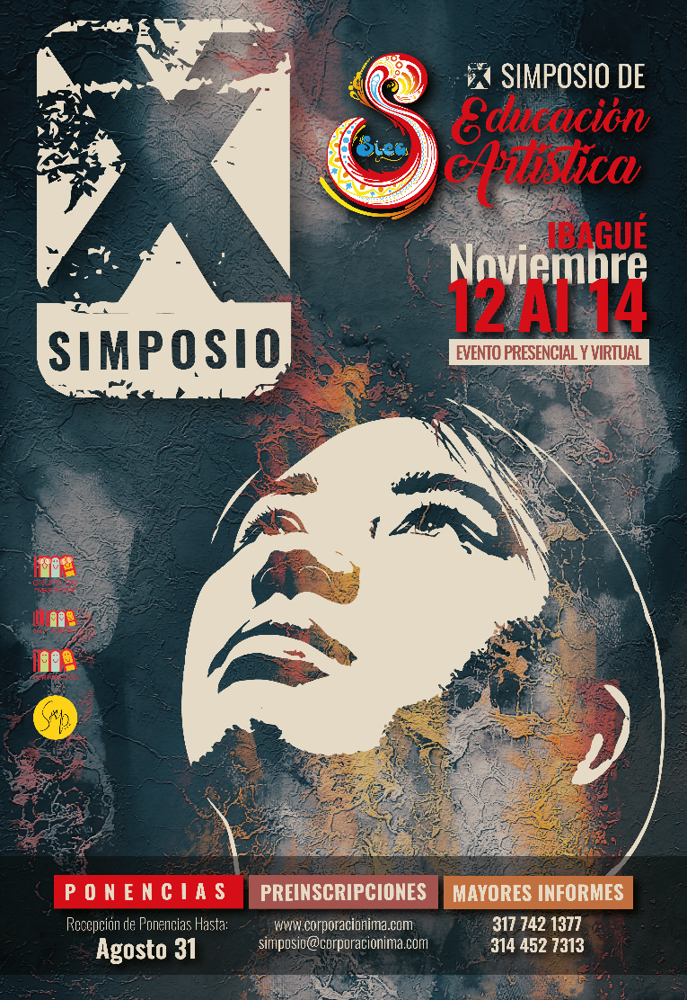 X
SIMPOSIO
Siea
X SIMPOSIO DE
Educación
Artística
IBAGUÉ
Noviembre
12 Al 14
EVENTO PRESENCIAL Y VIRTUAL
PONENCIAS
Recepción de Ponencias Hasta:
Agosto 31
PREINSCRIPCIONES
www.corporacionima.com
simposio@corporacionima.com
MAYORES INFORMES
317 742 1377
314 452 7313